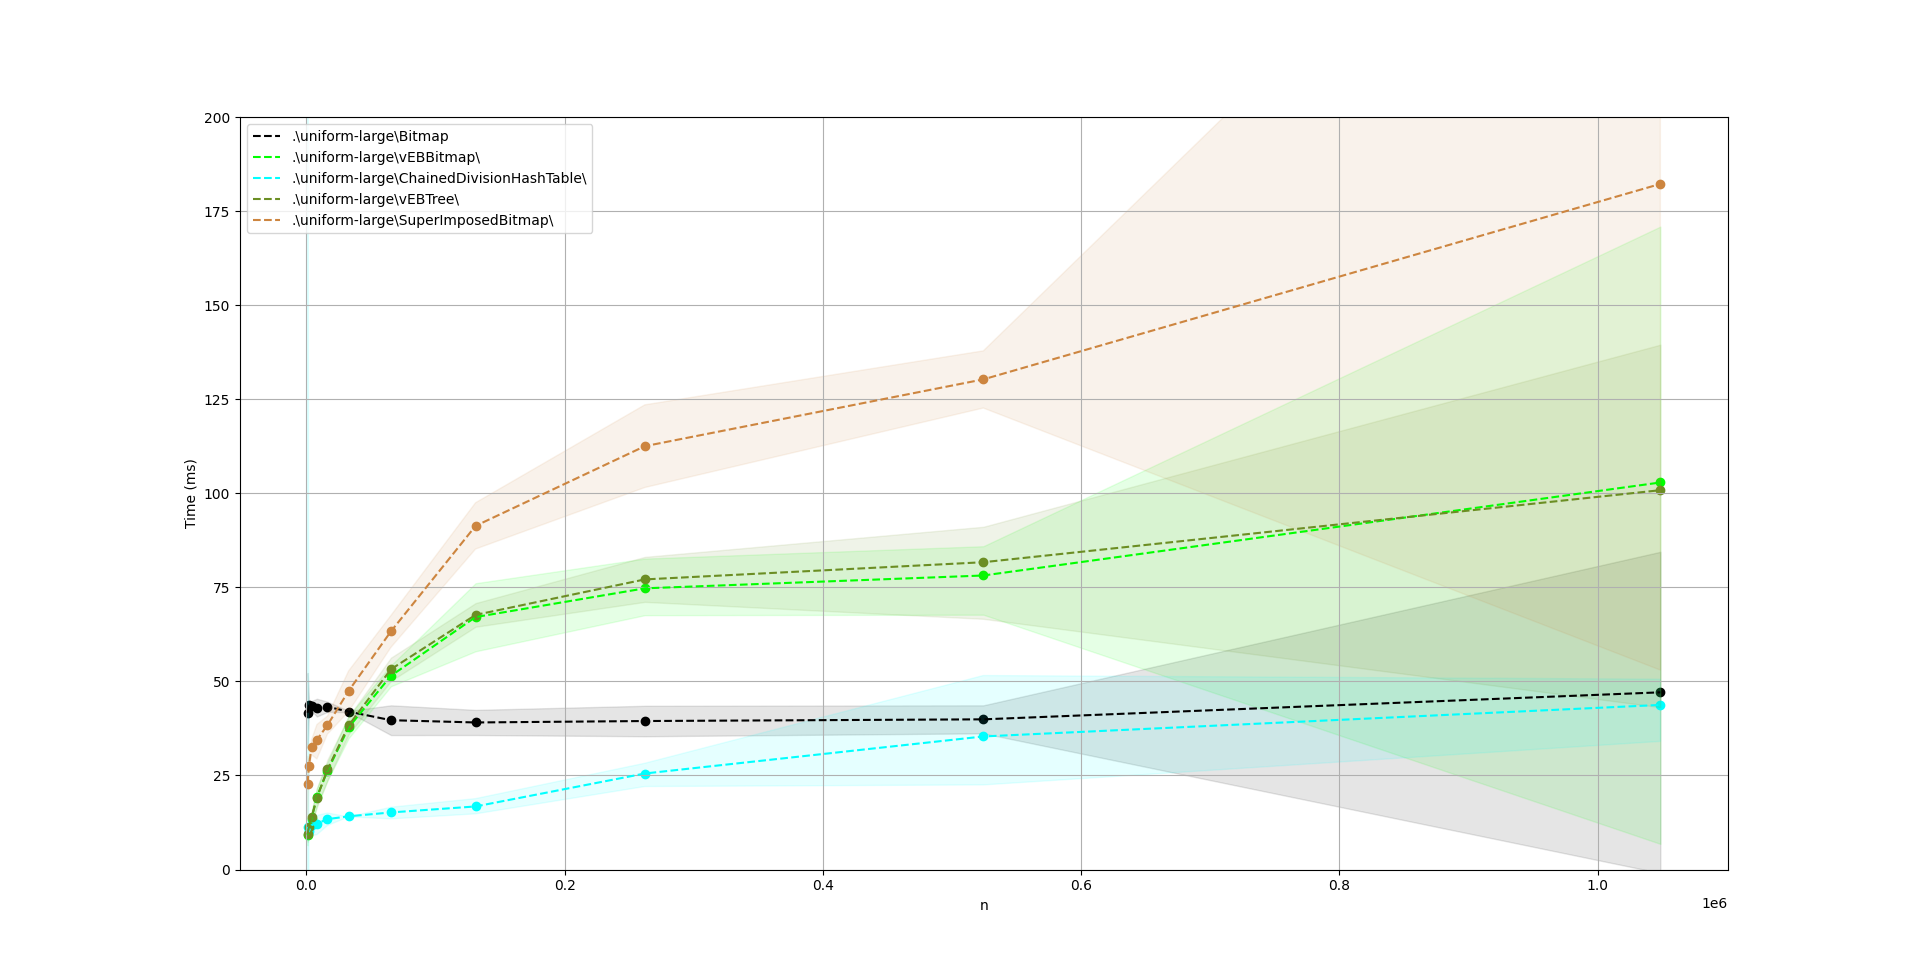 200
175
150
125
100
75
50
25
0
Time (ms)
.\uniform-large\Bitmap
.\uniform-large\vEBBitmap\
.\uniform-large\ChainedDivisionHashTable\
.\uniform-large\vEBTree\
.\uniform-large\SuperImposedBitmap\
0.0 0.2 0.4 0.6 0.8 1.0
n
1e6